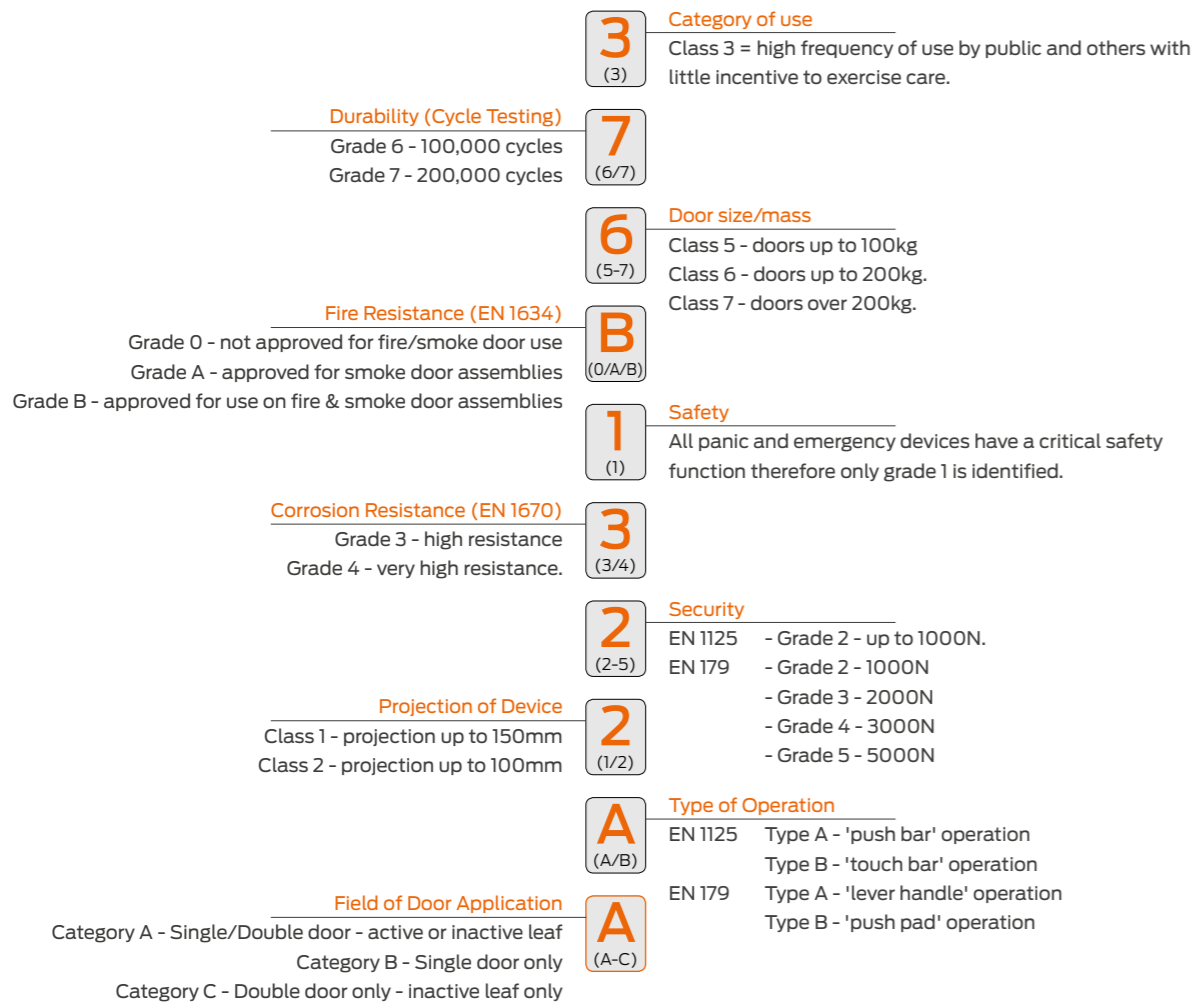 3
(3)
Category of use
Class 3 = high frequency of use by public and others with
little incentive to exercise care.
Durability (Cycle Testing)
Grade 6 - 100,000 cycles
Grade 7 - 200,000 cycles
7
(6/7)
6
(5-7)
Door size/mass
Class 5 - doors up to 100kg
Class 6 - doors up to 200kg.
Class 7 - doors over 200kg.
Fire Resistance (EN 1634)
Grade 0 - not approved for fire/smoke door use
Grade A - approved for smoke door assemblies
Grade B - approved for use on fire & smoke door assemblies
B
(0/A/B)
1
(1)
Safety
All panic and emergency devices have a critical safety
function therefore only grade 1 is identified.
Corrosion Resistance (EN 1670)
Grade 3 - high resistance
Grade 4 - very high resistance.
3
(3/4)
2
(2-5)
Security
EN 1125 - Grade 2 - up to 1000N.
EN 179 - Grade 2 - 1000N
- Grade 3 - 2000N
- Grade 4 - 3000N
- Grade 5 - 5000N
Projection of Device
Class 1 - projection up to 150mm
Class 2 - projection up to 100mm
2
(1/2)
A
(A/B)
Type of Operation
EN 1125 Type A - 'push bar' operation
Type B - 'touch bar' operation
EN 179 Type A - 'lever handle' operation
Type B - 'push pad' operation
Field of Door Application
Category A - Single/Double door - active or inactive leaf
Category B - Single door only
Category C - Double door only - inactive leaf only
A
(A-C)